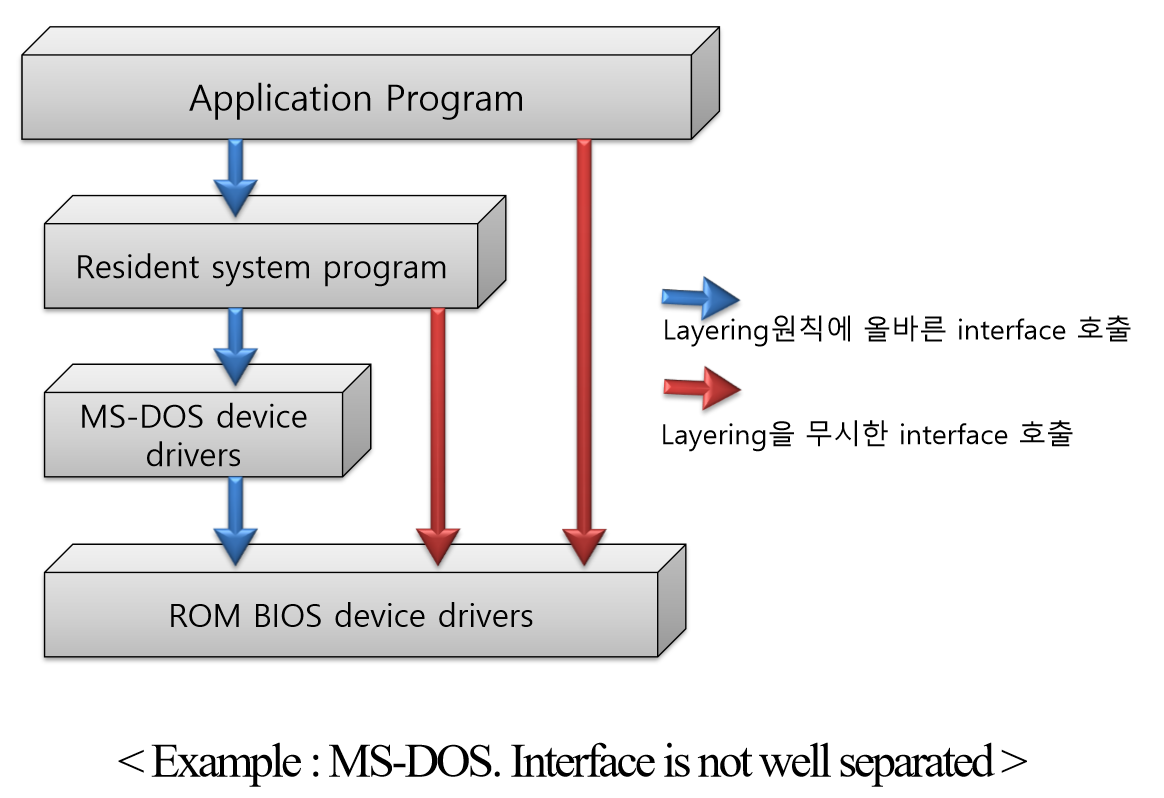 Application Program
Resident system program
MS-DOS device
drivers
ROM BIOS device drivers
Layering원칙에 올바른 interface 호출
Layering을 무시한 interface 호출
< Example : MS-DOS. Interface is not well separated >